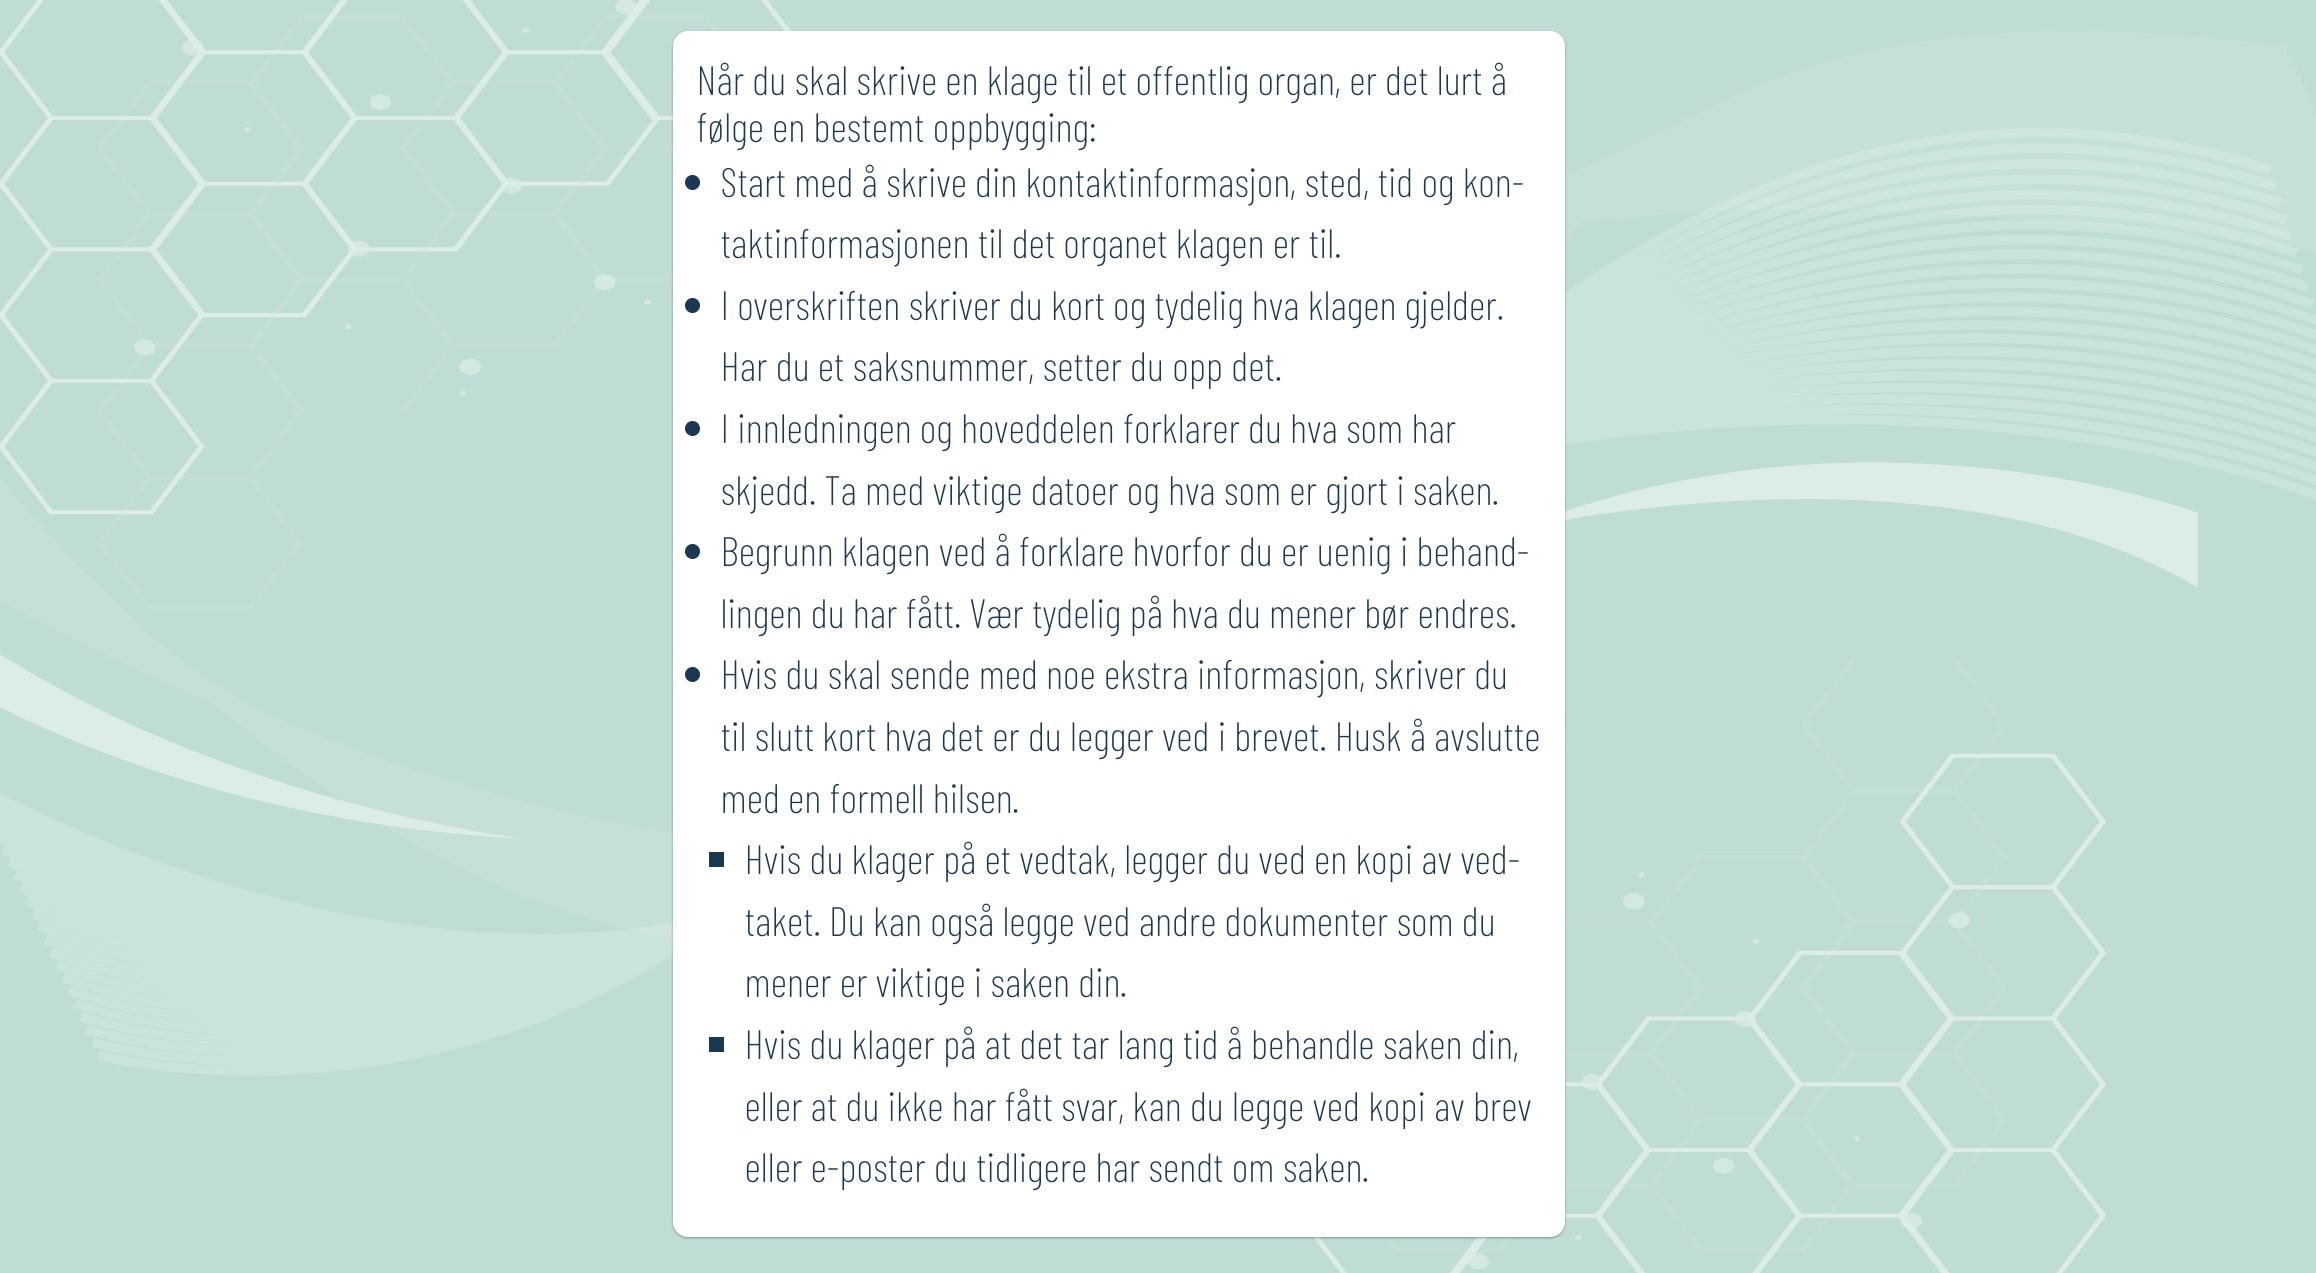 Når du skal skrive en klage til et offentlig organ, er det lurt å
følge en bestemt oppbygging:
● Start med å skrive din kontaktinformasjon, sted, tid og kon-
taktinformasjonen til det organet klagen er til.
● I overskriften skriver du kort og tydelig hva klagen gjelder.
Har du et saksnummer, setter du opp det.
● I innledningen og hoveddelen forklarer du hva som har
skjedd. Ta med viktige datoer og hva som er gjort i saken.
● Begrunn klagen ved å forklare hvorfor du er uenig i behand-
lingen du har fått. Vær tydelig på hva du mener bør endres.
● Hvis du skal sende med noe ekstra informasjon, skriver du
til slutt kort hva det er du legger ved i brevet. Husk å avslutte
med en formell hilsen.
■ Hvis du klager på et vedtak, legger du ved en kopi av ved-
taket. Du kan også legge ved andre dokumenter som du
mener er viktige i saken din.
■ Hvis du klager på at det tar lang tid å behandle saken din,
eller at du ikke har fått svar, kan du legge ved kopi av brev
eller e-poster du tidligere har sendt om saken.